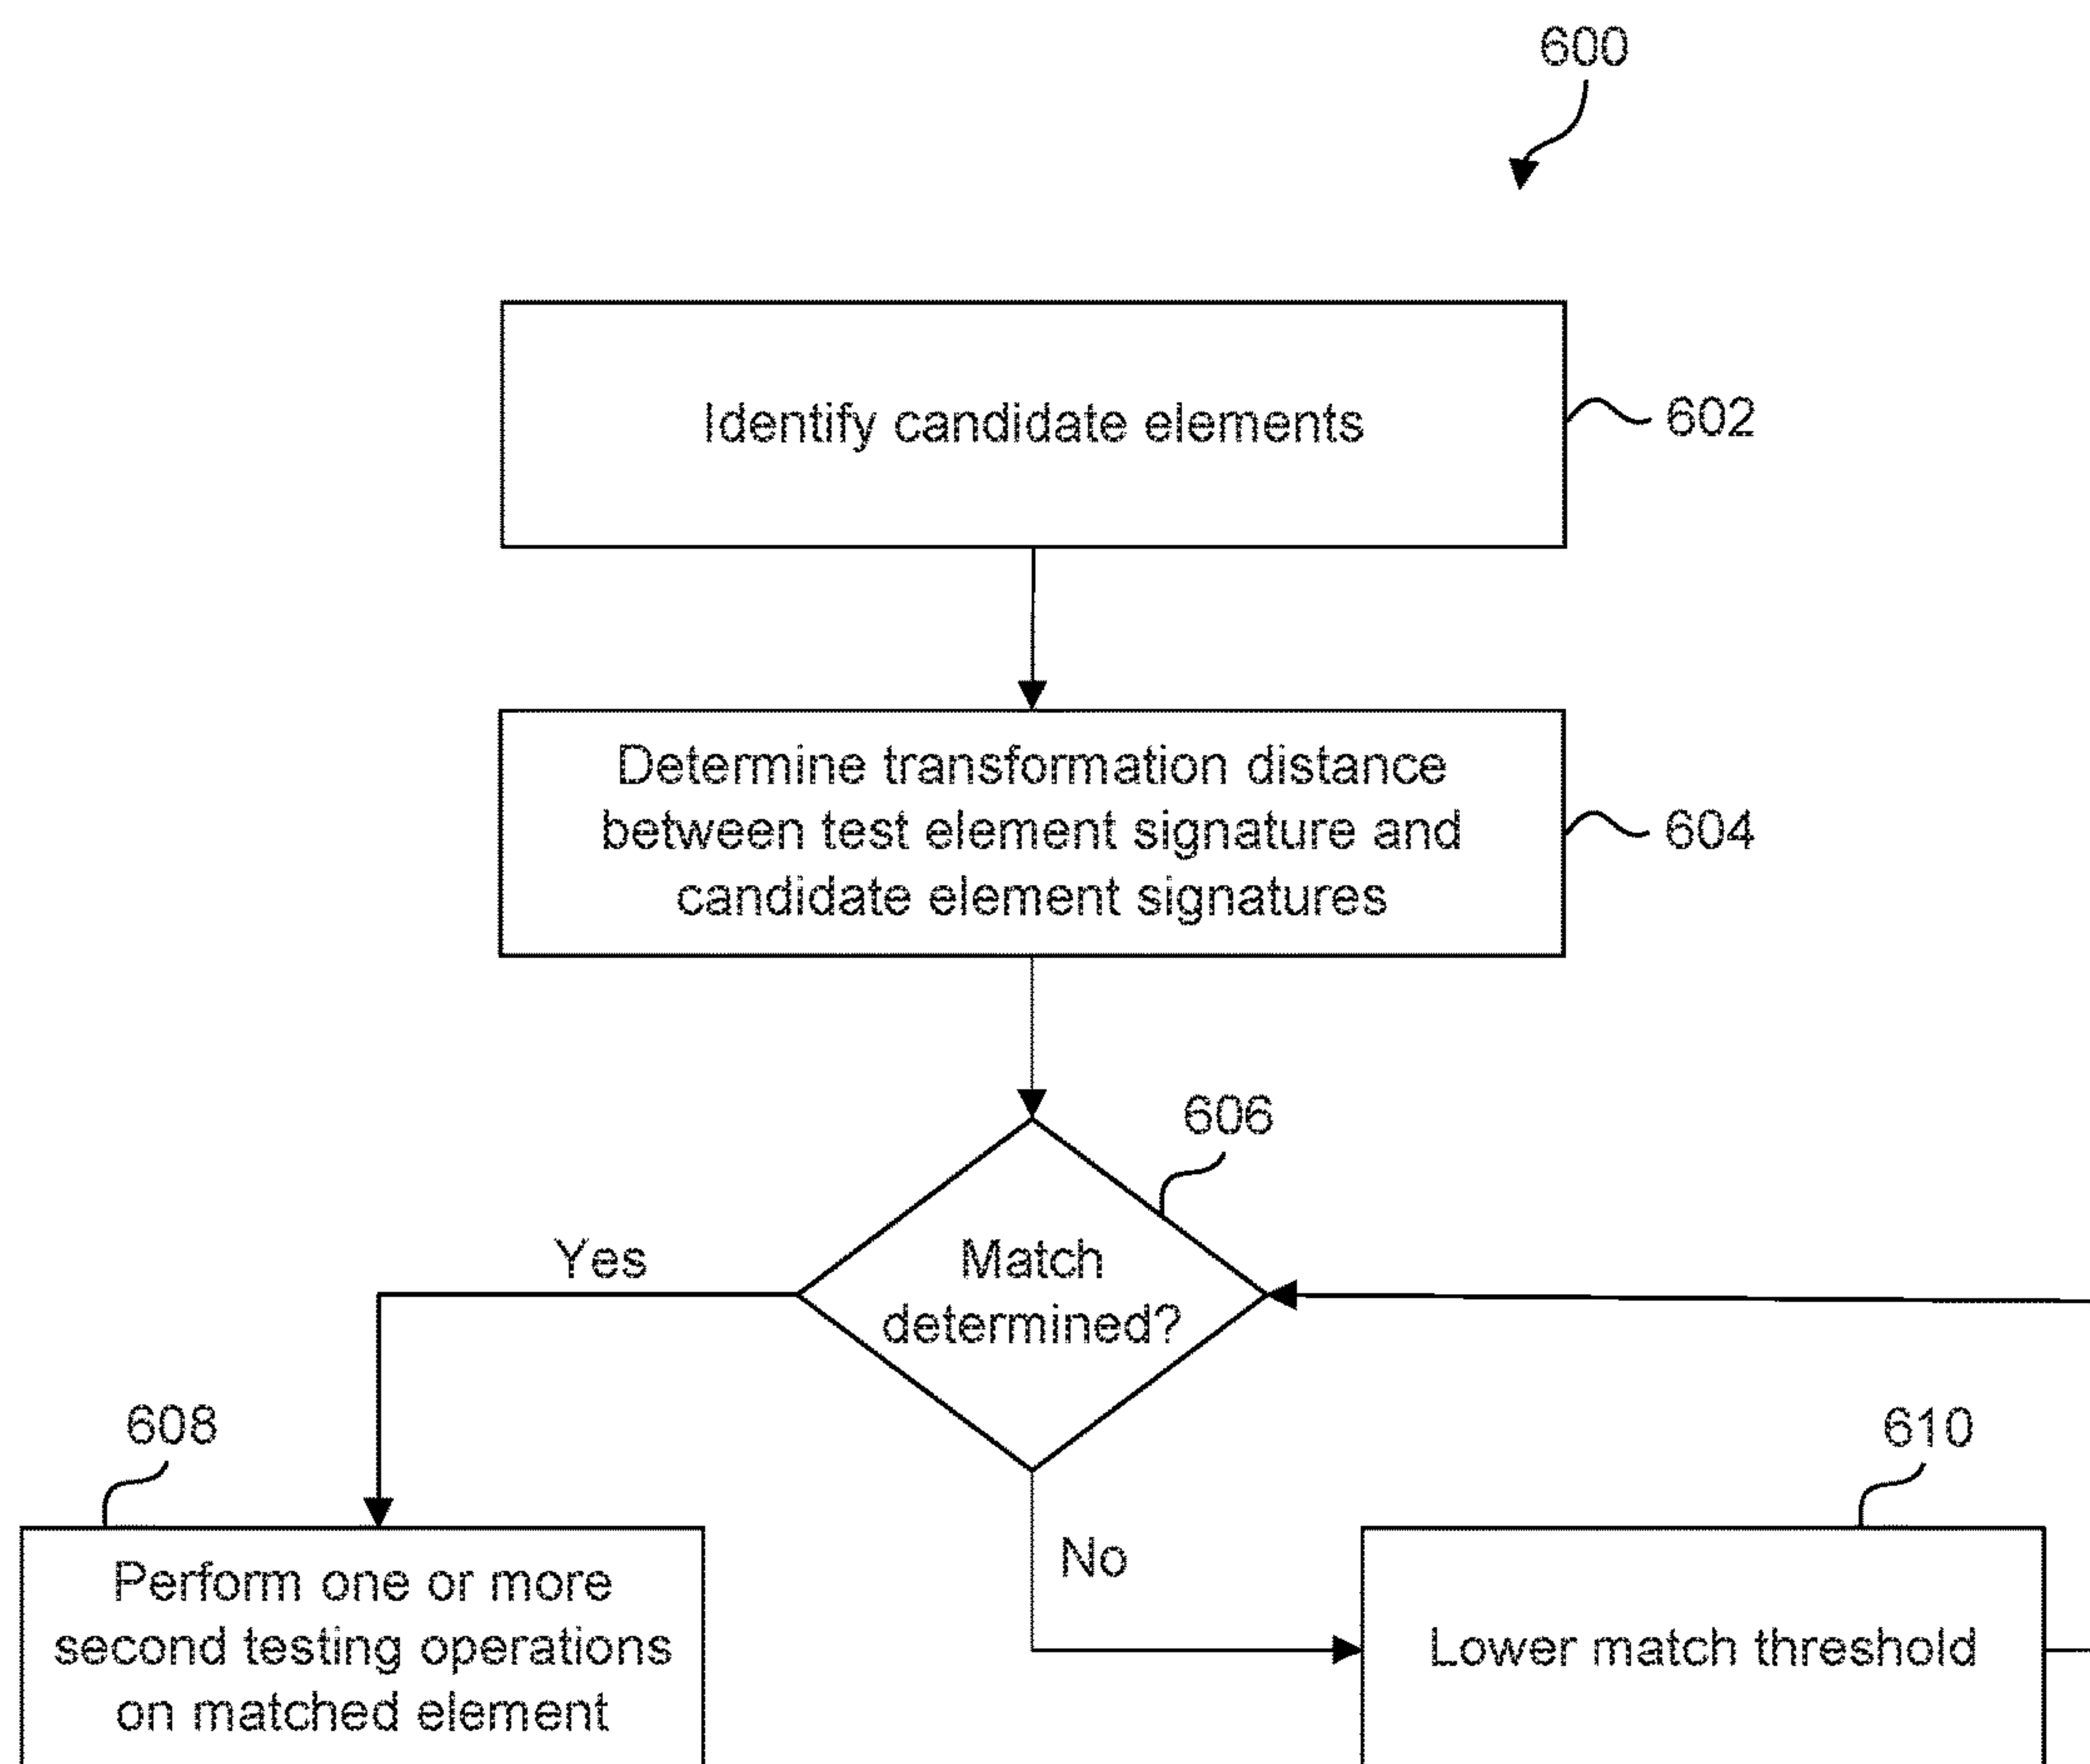 600
Identify candidate elements
602
Determine transformation distance
between test element signature and
candidate element signatures
604
606
Match
determined?
Yes
No
608
Perform one or more
second testing operations
on matched element
610
Lower match threshold